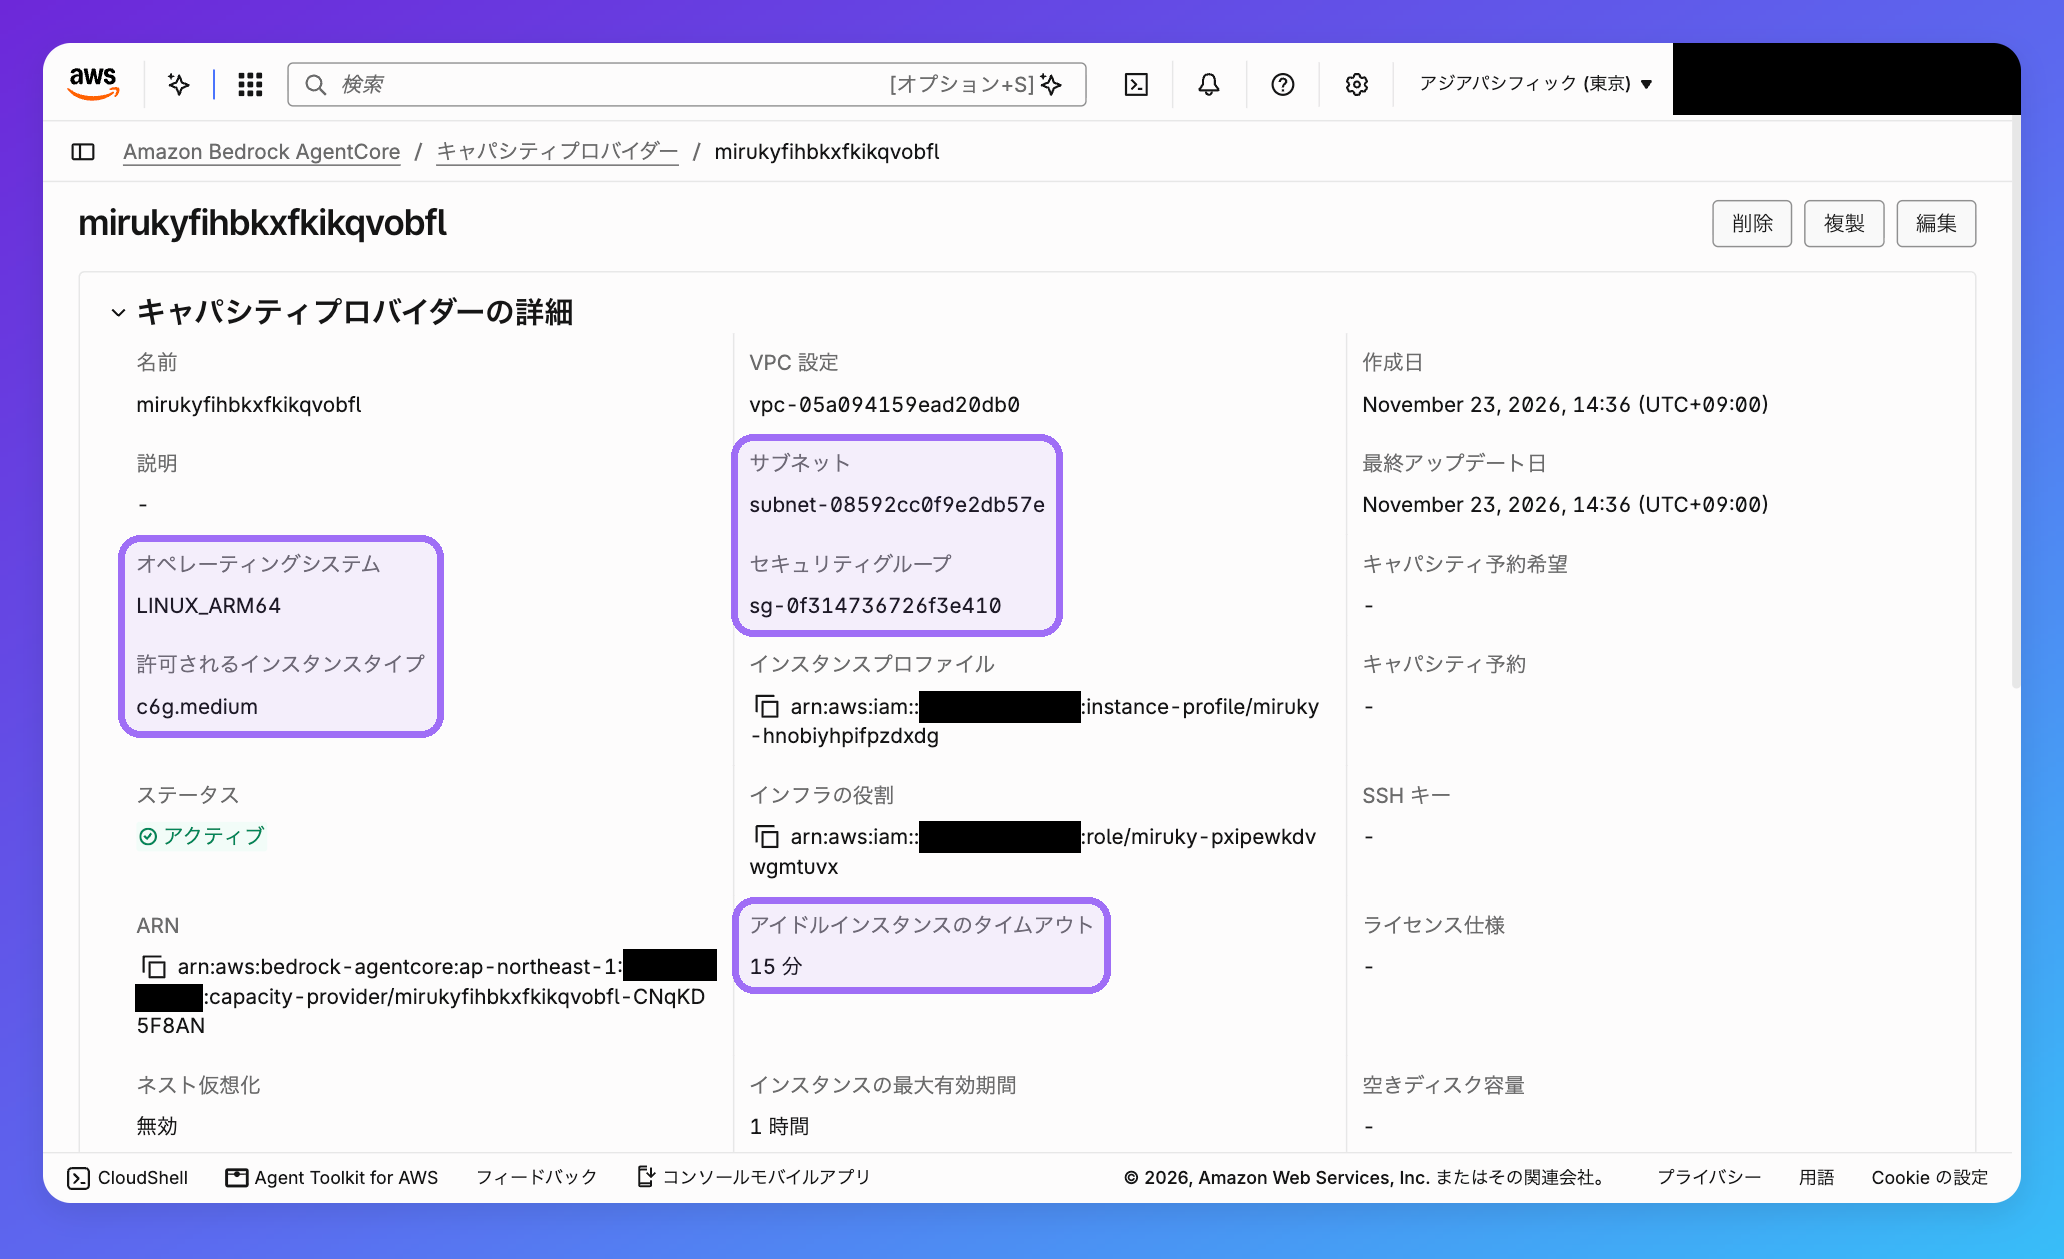 aws
検索 [オプション+S]
アジアパシフィック (東京)
Amazon Bedrock AgentCore / キャパシティプロバイダー / mirukyfihbkxfkikqvobfl
mirukyfihbkxfkikqvobfl
削除 複製 編集
キャパシティプロバイダーの詳細
名前
mirukyfihbkxfkikqvobfl
説明
-
オペレーティングシステム
LINUX_ARM64
許可されるインスタンスタイプ
c6g.medium
ステータス
アクティブ
ARN
arn:aws:bedrock-agentcore:ap-northeast-1:
:capacity-provider/mirukyfihbkxfkikqvobfl-CNqKD
5F8AN
ネスト仮想化
無効
VPC 設定
vpc-05a094159ead20db0
サブネット
subnet-08592cc0f9e2db57e
セキュリティグループ
sg-0f314736726f3e410
インスタンスプロファイル
arn:aws:iam:: :instance-profile/miruky
-hnobiyhpifpzdxdg
インフラの役割
arn:aws:iam:: :role/miruky-pxipewkdv
wgmtuvx
アイドルインスタンスのタイムアウト
15 分
インスタンスの最大有効期間
1 時間
作成日
November 23, 2026, 14:36 (UTC+09:00)
最終アップデート日
November 23, 2026, 14:36 (UTC+09:00)
キャパシティ予約希望
-
キャパシティ予約
-
SSH キー
-
ライセンス仕様
-
空きディスク容量
-
CloudShell Agent Toolkit for AWS フィードバック コンソールモバイルアプリ © 2026, Amazon Web Services, Inc. またはその関連会社。 プライバシー 用語 Cookie の設定